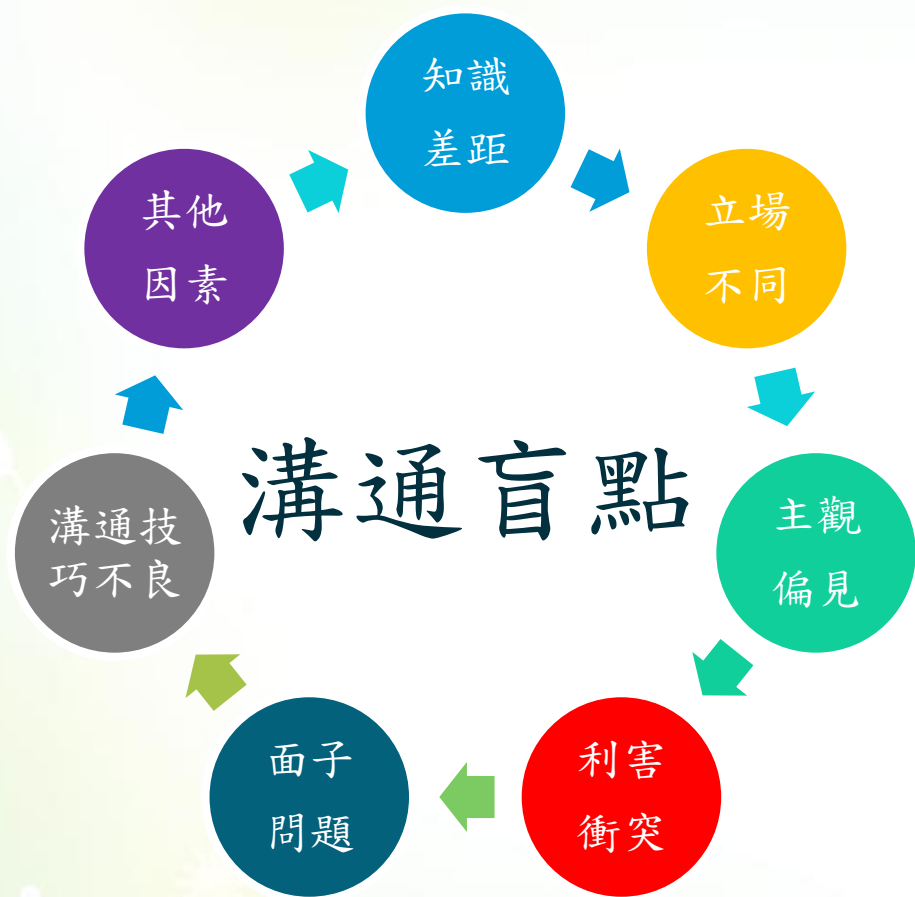 知識
差距
立場
不同
主觀
偏見
利害
衝突
面子
問題
溝通技
巧不良
其他
因素
溝通盲點